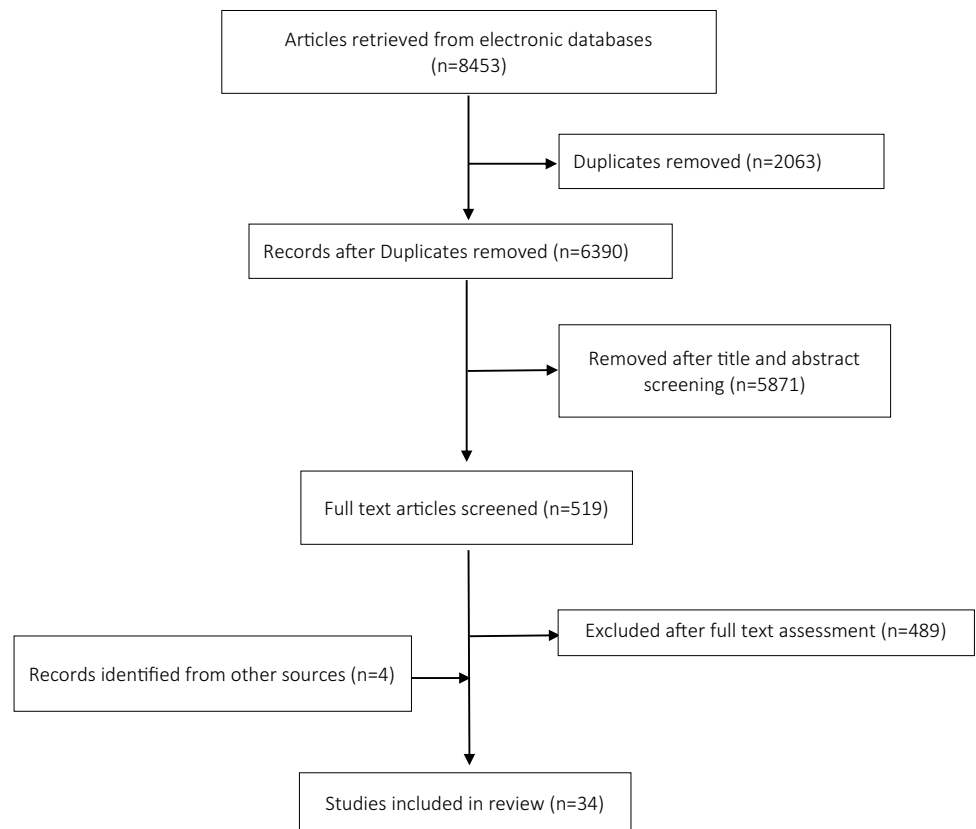 Articles retrieved from electronic databases
(n=8453)
Duplicates removed (n=2063)
Records after Duplicates removed (n=6390)
Removed after title and abstract
screening (n=5871)
Full text articles screened (n=519)
Excluded after full text assessment (n=489)
Records identified from other sources (n=4)
Studies included in review (n=34)